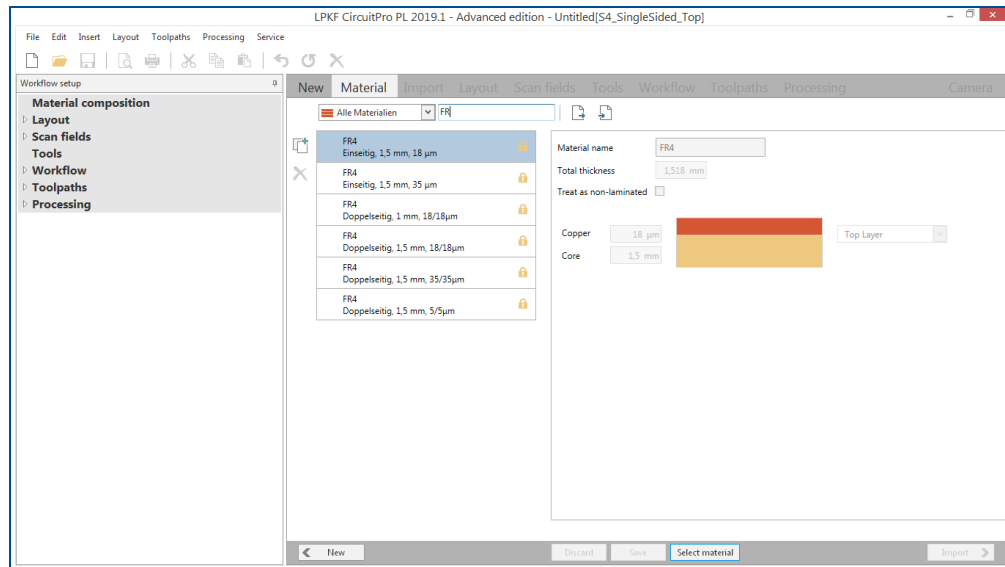 LPKF CircuitPro PL 2019.1 - Advanced edition - Untitled[S4_SingleSided_Top]
File Edit Insert Layout Toolpaths Processing Service
Workflow setup
Material composition
Layout
Scan fields
Tools
Workflow
Toolpaths
Processing
New Material Import Layout Scan fields Tools Workflow Toolpaths Processing Camera
Alle Materialien FR
FR4
Einseitig, 1,5 mm, 18 µm
FR4
Einseitig, 1,5 mm, 35 µm
FR4
Doppelseitig, 1 mm, 18/18µm
FR4
Doppelseitig, 1,5 mm, 18/18µm
FR4
Doppelseitig, 1,5 mm, 35/35µm
FR4
Doppelseitig, 1,5 mm, 5/5µm
Material name FR4
Total thickness 1,518 mm
Treat as non-laminated
Copper 18 µm Top Layer
Core 1,5 mm
New Discard Save Select material Import